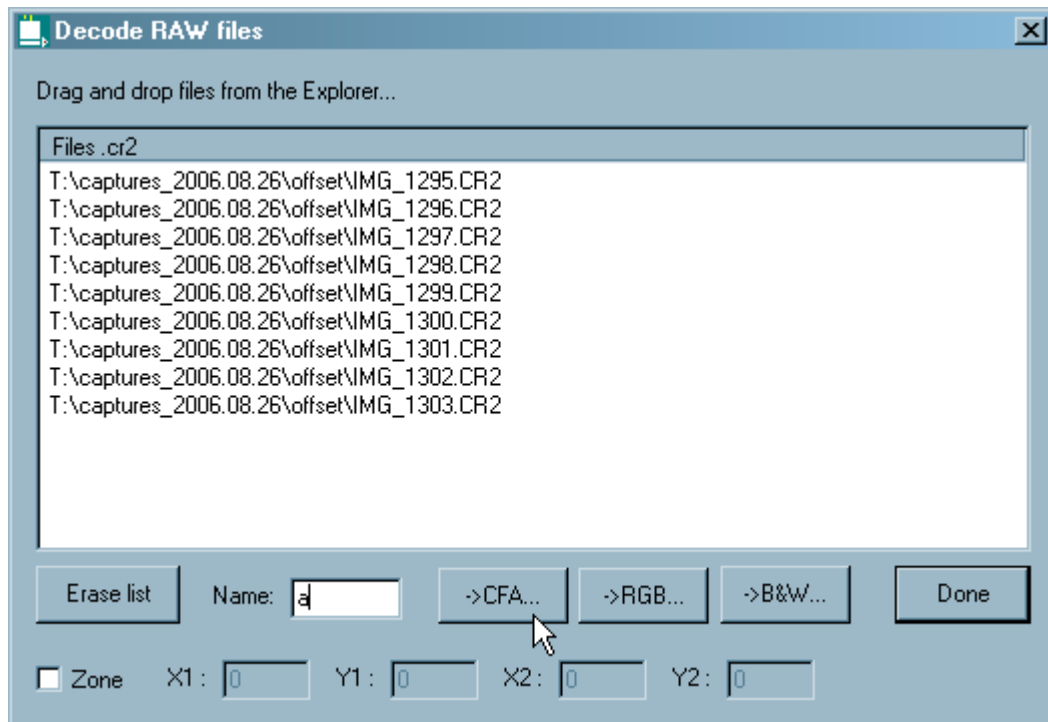 Decode RAW files
Drag and drop files from the Explorer...
Files .cr2
T:\captures_2006.08.26\offset\IMG_1295.CR2
T:\captures_2006.08.26\offset\IMG_1296.CR2
T:\captures_2006.08.26\offset\IMG_1297.CR2
T:\captures_2006.08.26\offset\IMG_1298.CR2
T:\captures_2006.08.26\offset\IMG_1299.CR2
T:\captures_2006.08.26\offset\IMG_1300.CR2
T:\captures_2006.08.26\offset\IMG_1301.CR2
T:\captures_2006.08.26\offset\IMG_1302.CR2
T:\captures_2006.08.26\offset\IMG_1303.CR2
Erase list Name: a ->CFA... ->RGB... ->B&W... Done
Zone X1 : 0 Y1 : 0 X2 : 0 Y2 : 0